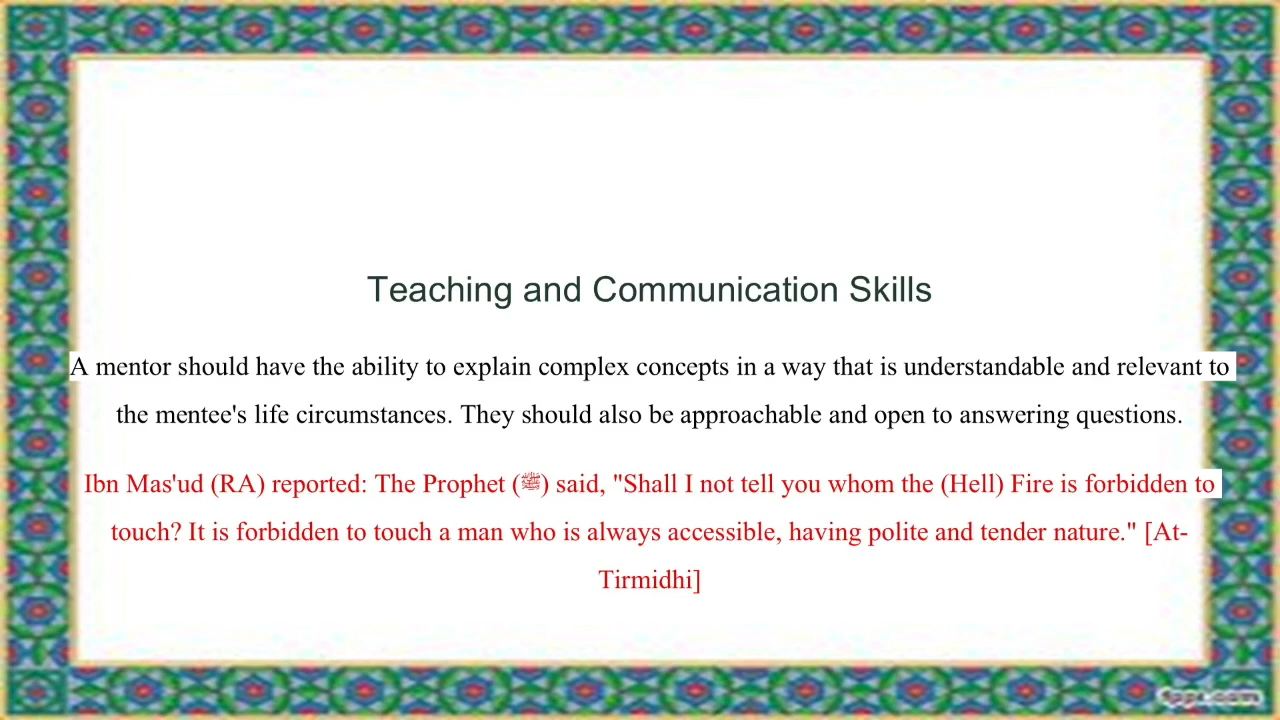 Teaching and Communication Skills
A mentor should have the ability to explain complex concepts in a way that is understandable and relevant to
the mentee's life circumstances. They should also be approachable and open to answering questions.
Ibn Mas'ud (RA) reported: The Prophet (ﷺ) said, "Shall I not tell you whom the (Hell) Fire is forbidden to
touch? It is forbidden to touch a man who is always accessible, having polite and tender nature." [At-
Tirmidhi]